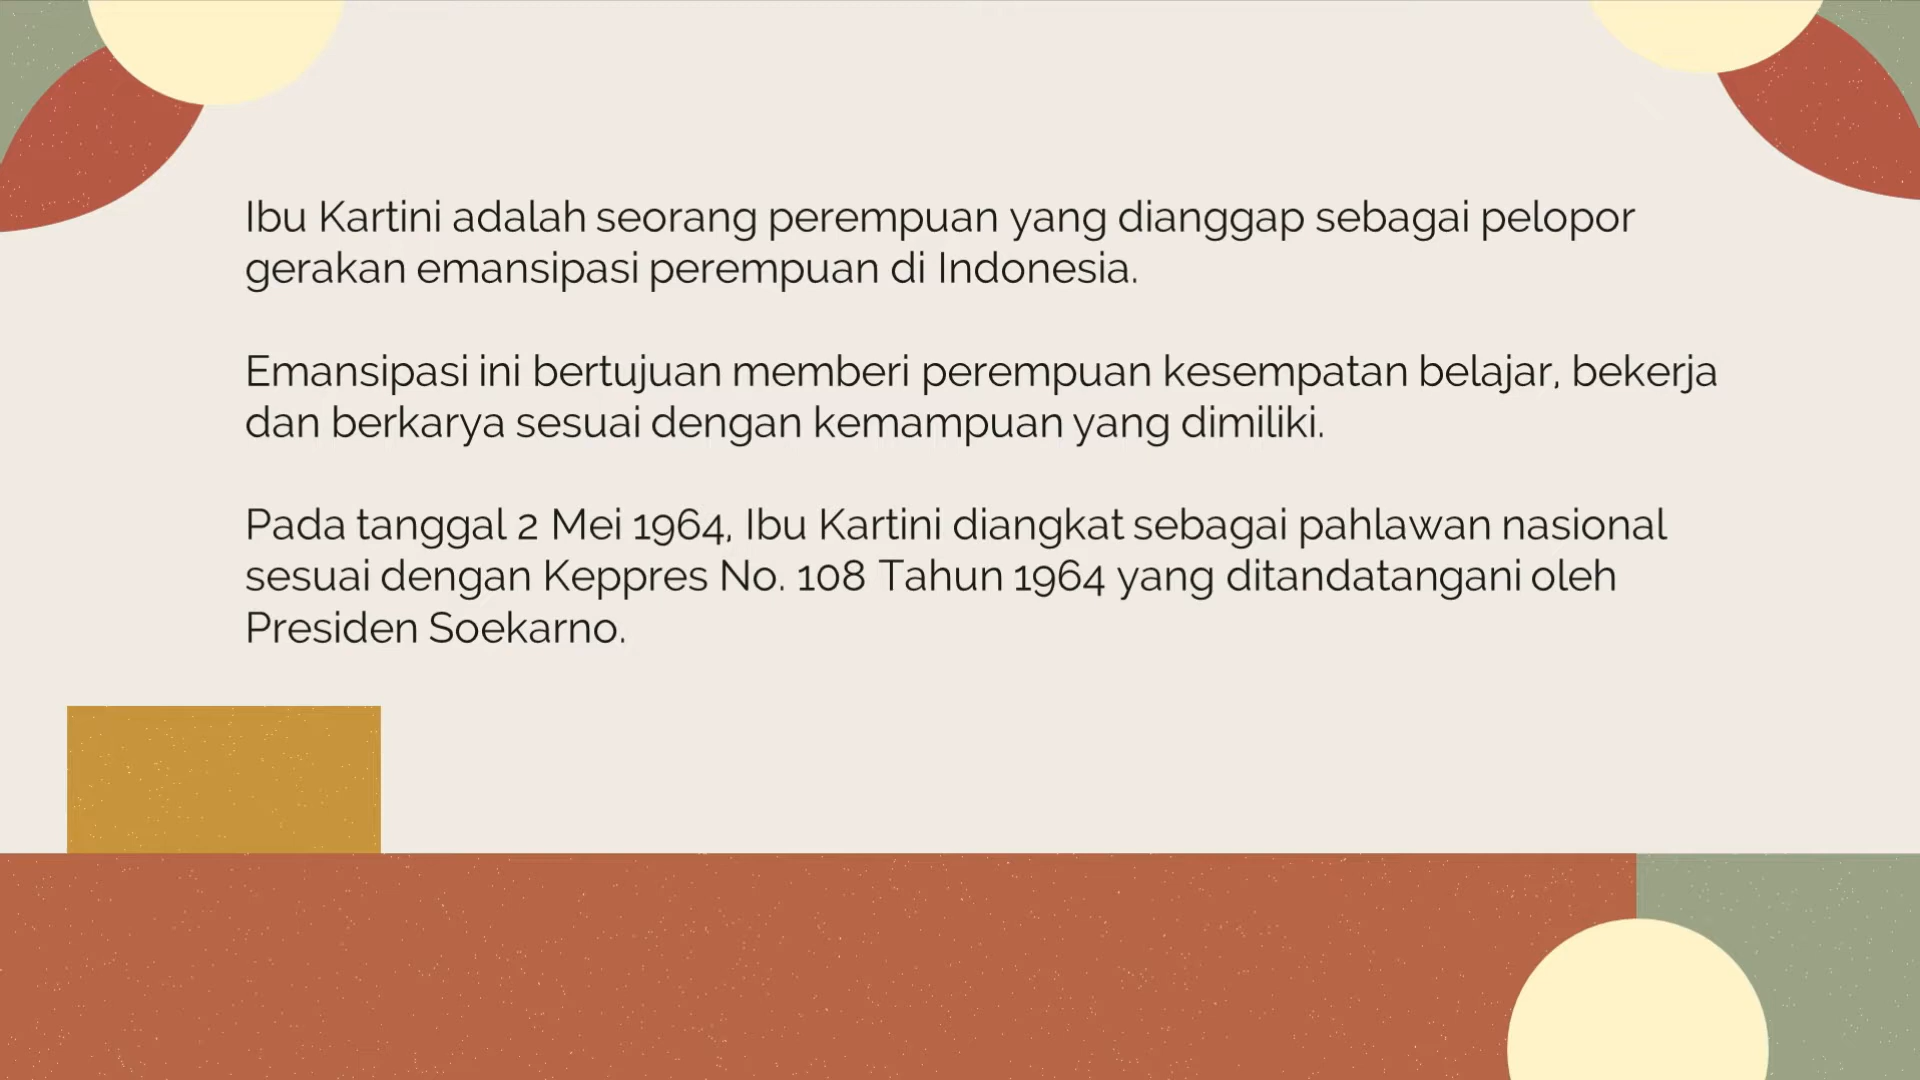 Ibu Kartini adalah seorang perempuan yang dianggap sebagai pelopor
gerakan emansipasi perempuan di Indonesia.
Emansipasi ini bertujuan memberi perempuan kesempatan belajar, bekerja
dan berkarya sesuai dengan kemampuan yang dimiliki.
Pada tanggal 2 Mei 1964, Ibu Kartini diangkat sebagai pahlawan nasional
sesuai dengan Keppres No. 108 Tahun 1964 yang ditandatangani oleh
Presiden Soekarno.